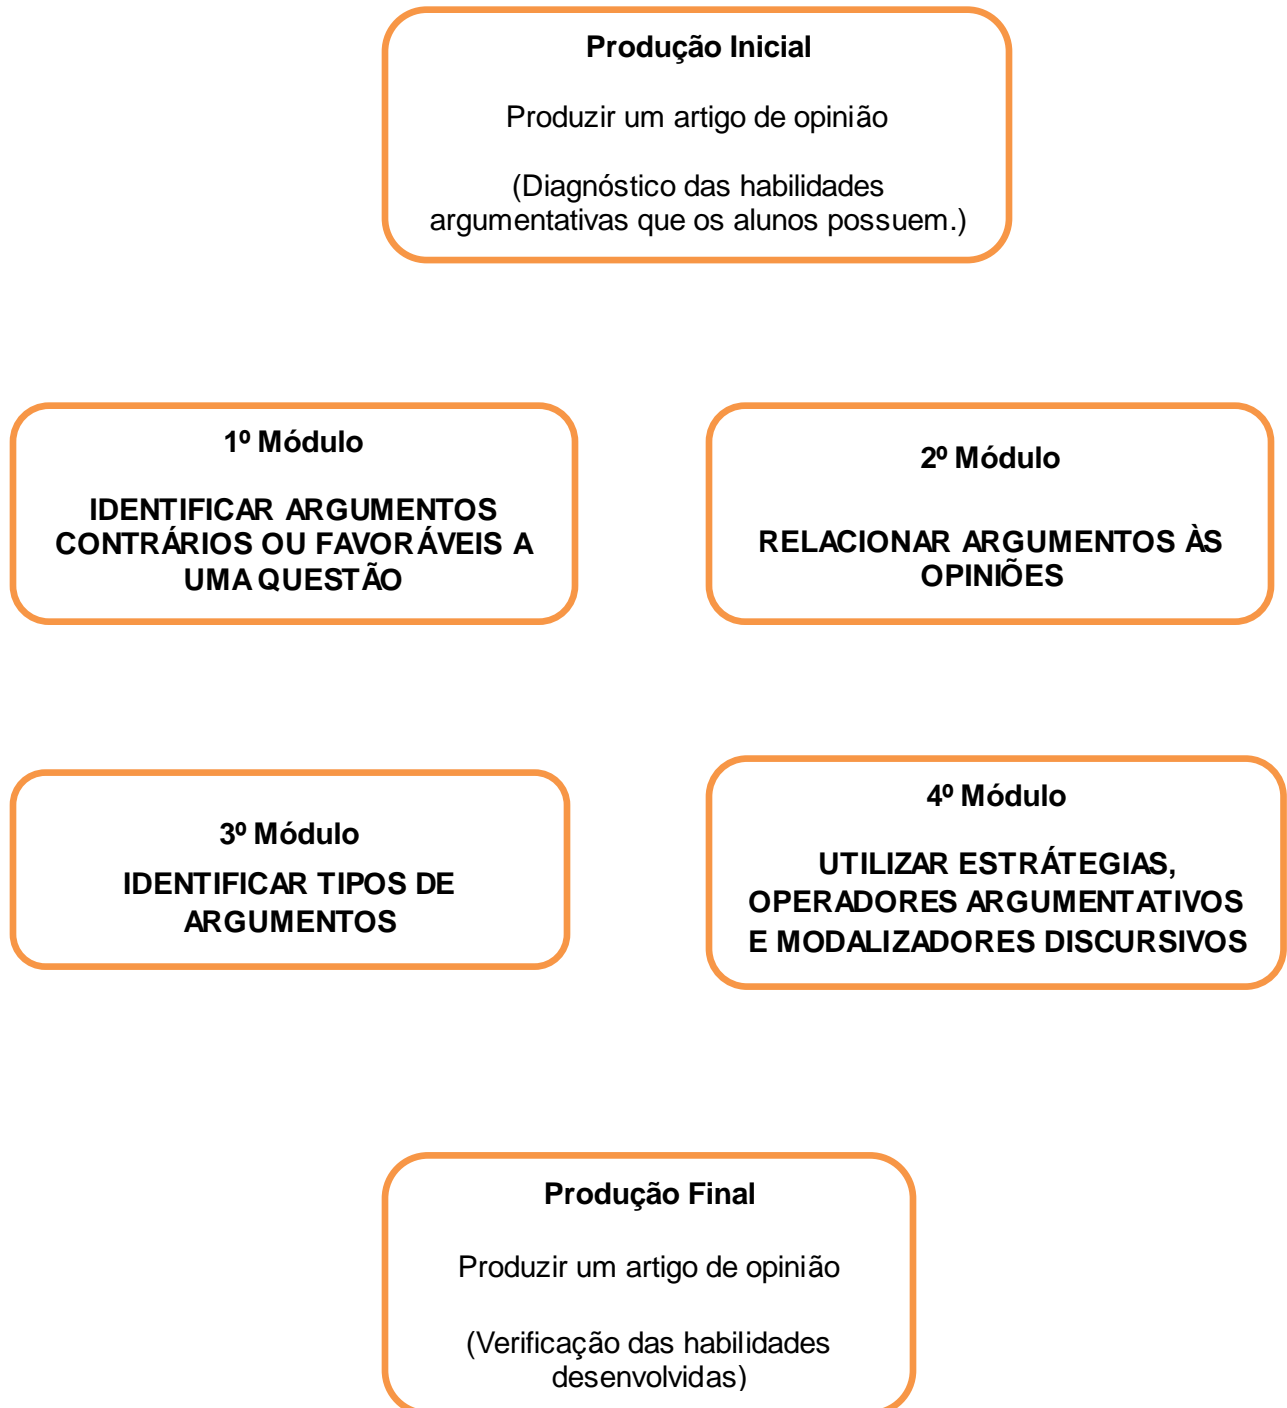 Produção Inicial
Produzir um artigo de opinião
(Diagnóstico das habilidades
argumentativas que os alunos possuem.)
1º Módulo
IDENTIFICAR ARGUMENTOS
CONTRÁRIOS OU FAVORÁVEIS A
UMA QUESTÃO
2º Módulo
RELACIONAR ARGUMENTOS ÀS
OPINIÕES
3º Módulo
IDENTIFICAR TIPOS DE
ARGUMENTOS
4º Módulo
UTILIZAR ESTRÁTEGIAS,
OPERADORES ARGUMENTATIVOS
E MODALIZADORES DISCURSIVOS
Produção Final
Produzir um artigo de opinião
(Verificação das habilidades
desenvolvidas)